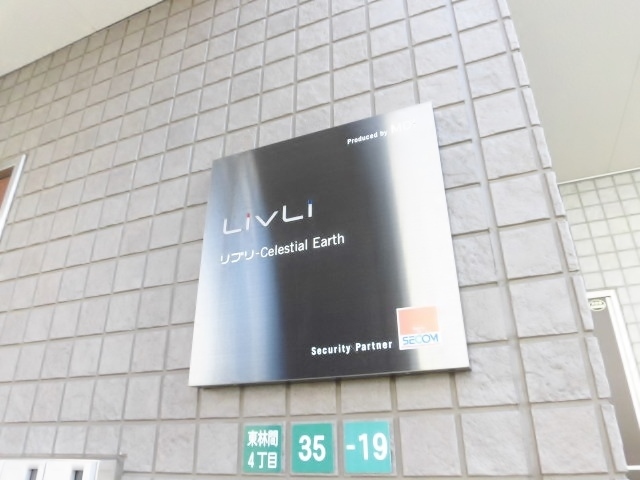 Produced by
LivLi
リブリ-Celestial Earth
Security Partner
SECOM
東林間 35 -19
4丁目